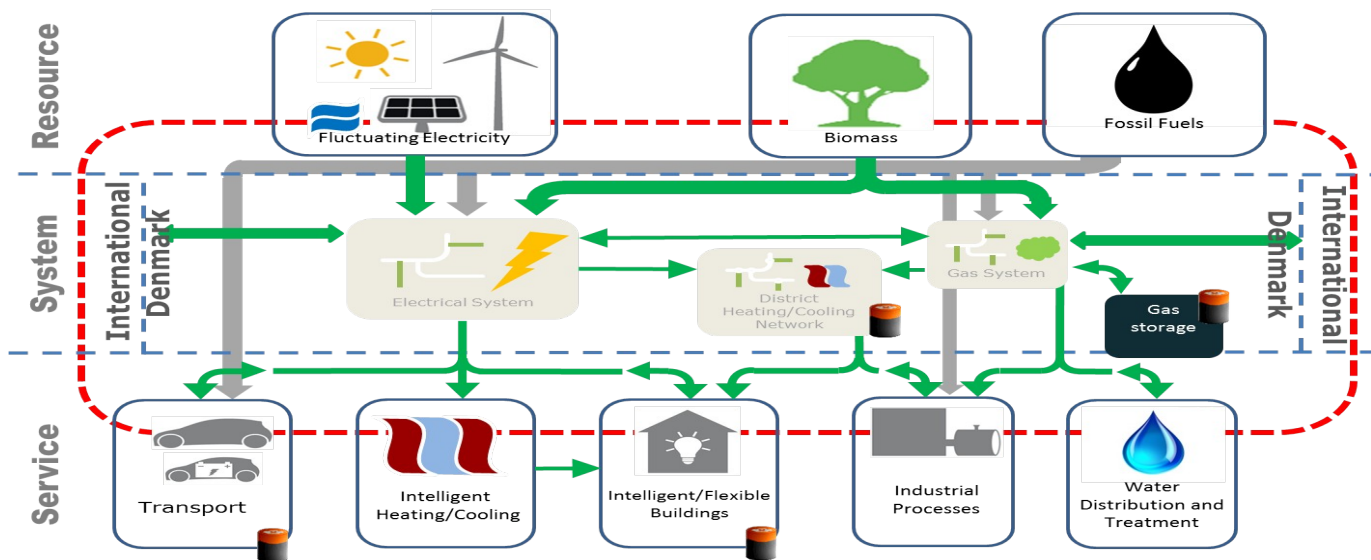 Resource
Fluctuating Electricity
Biomass
Fossil Fuels
System
International
Denmark
Electrical System
District
Heating/Cooling
Network
Gas System
Gas
storage
Denmark
International
Service
Transport
Intelligent
Heating/Cooling
Intelligent/Flexible
Buildings
Industrial
Processes
Water
Distribution and
Treatment